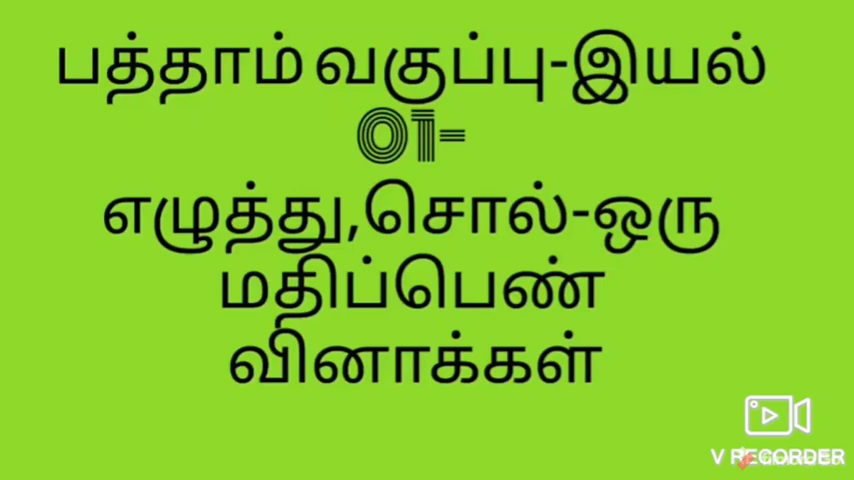 பத்தாம் வகுப்பு-இயல்
01-
எழுத்து,சொல்-ஒரு
மதிப்பெண்
வினாக்கள்
V RECORDER